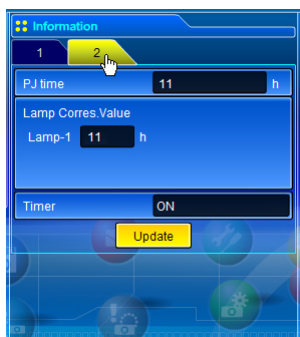 Information
1 2
PJ time 11 h
Lamp Corres.Value
Lamp-1 11 h
Timer ON
Update